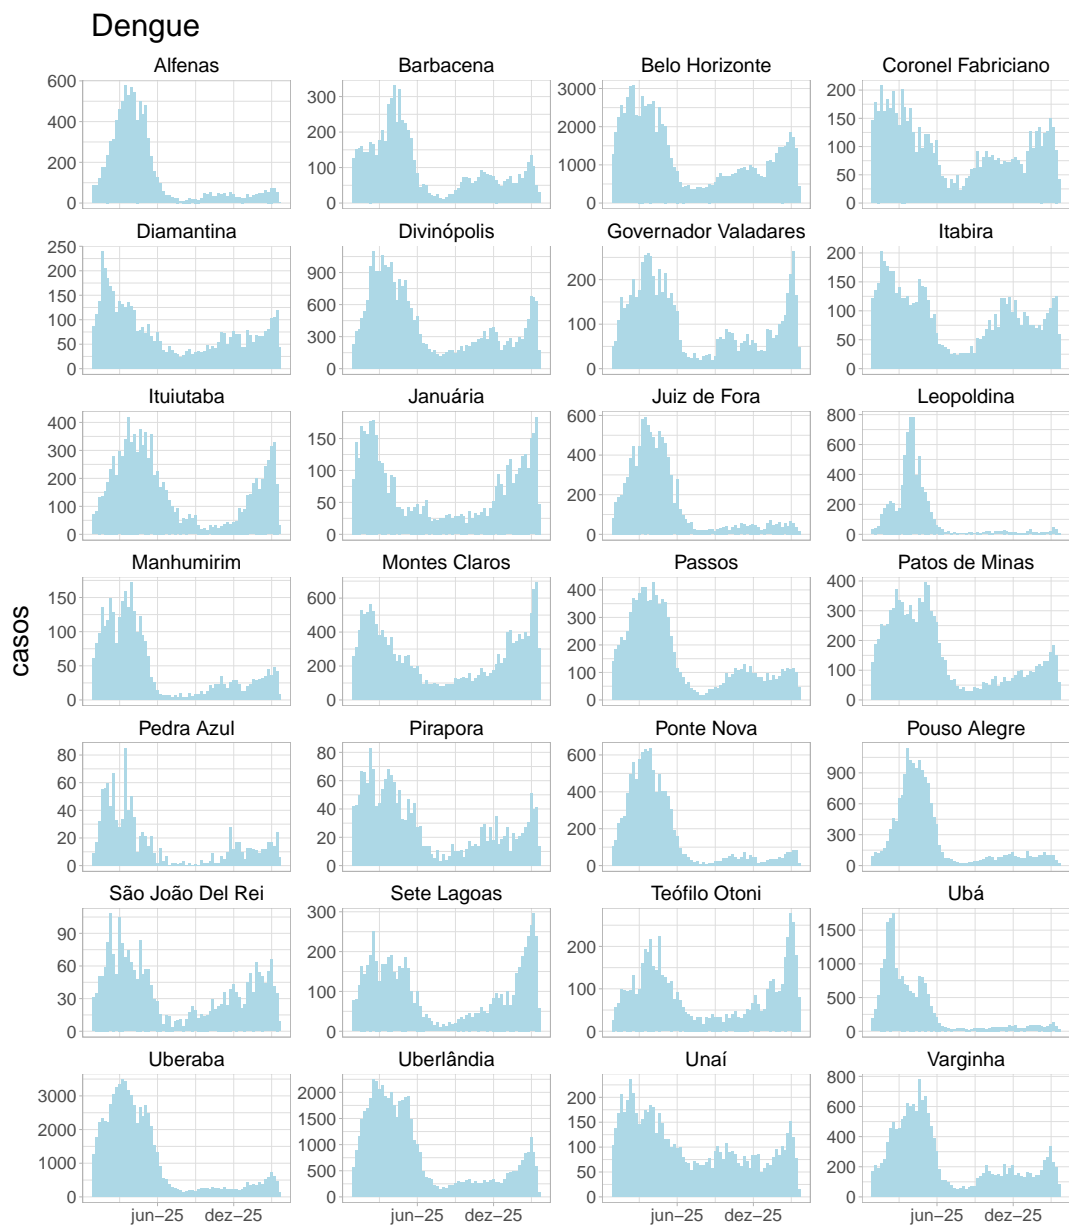 Dengue
Alfenas Barbacena Belo Horizonte Coronel Fabriciano
600 400 200 0
300 200 100 0
3000 2000 1000 0
200 150 100 50 0
Diamantina Divinópolis Governador Valadares Itabira
250 200 150 100 50 0
900 600 300 0
200 100 0
200 150 100 50 0
Ituiutaba Januária Juiz de Fora Leopoldina
400 300 200 100 0
150 100 50 0
600 400 200 0
800 600 400 200 0
Manhumirim Montes Claros Passos Patos de Minas
150 100 50 0
600 400 200 0
400 300 200 100 0
400 300 200 100 0
casos
Pedra Azul Pirapora Ponte Nova Pouso Alegre
80 60 40 20 0
80 60 40 20 0
600 400 200 0
900 600 300 0
São João Del Rei Sete Lagoas Teófilo Otoni Ubá
90 60 30 0
300 200 100 0
200 100 0
1500 1000 500 0
Uberaba Uberlândia Unaí Varginha
3000 2000 1000 0
2000 1500 1000 500 0
200 150 100 50 0
800 600 400 200 0
jun–25 dez–25 jun–25 dez–25 jun–25 dez–25 jun–25 dez–25